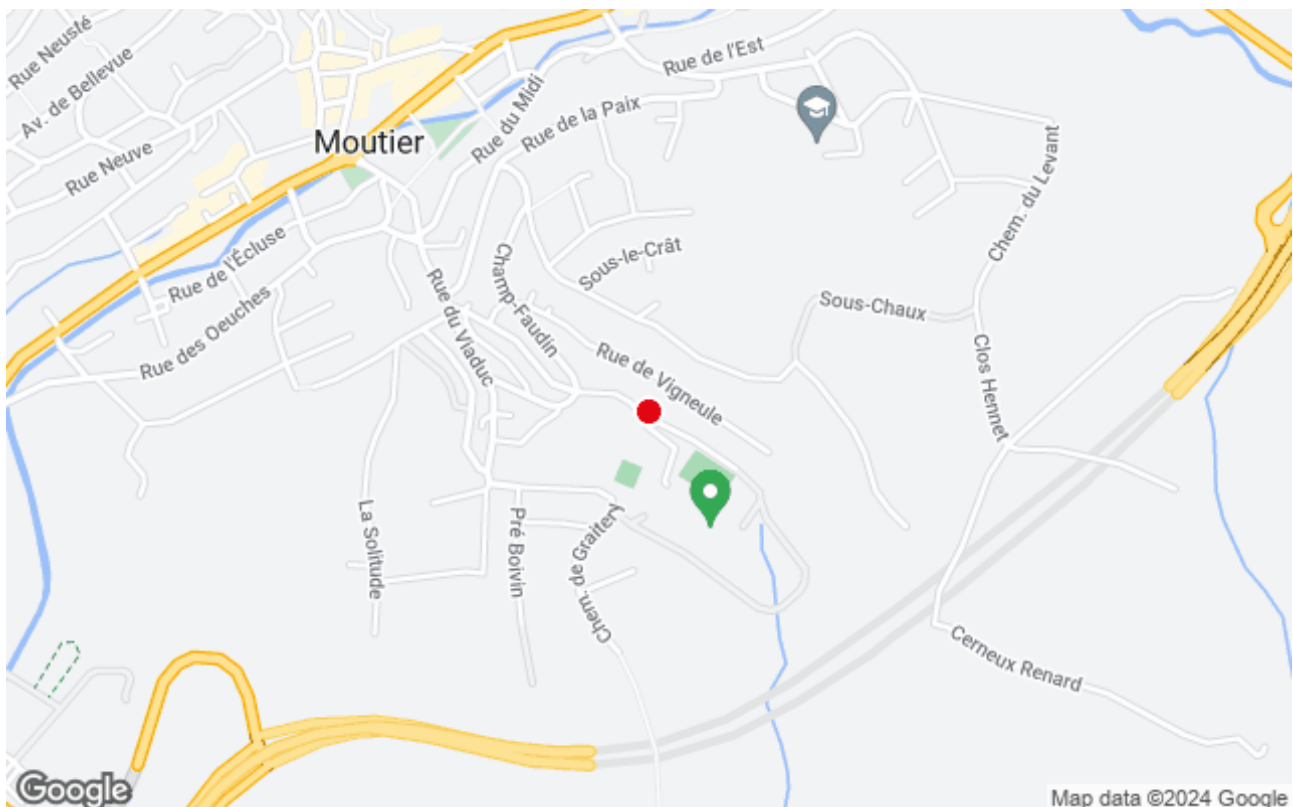 Rue Neusté
Av. de Bellevue
Rue Neuve
Moutier
Rue du Midi
Rue de l'Est
Rue de la Paix
Chem. du Levant
Rue de l'Écluse
Rue des Oeuches
Rue du Viaduc
Champ-Faudin
Sous-le-Crât
Sous-Chaux
Rue de Vigneule
Clos Hennet
La Solitude
Pré Boivin
Chem. de Graitery
Cerneux Renard
Google
Map data ©2024 Google